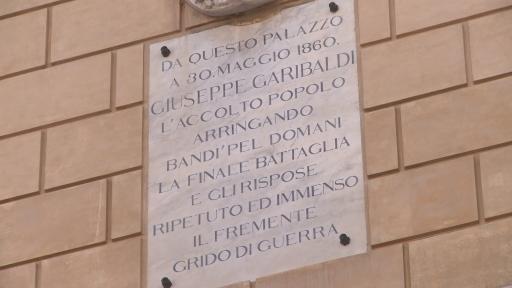 DA QUESTO PALAZZO
A 30. MAGGIO 1860.
GIUSEPPE GARIBALDI
L'ACCOLTO POPOLO
ARRINGANDO
BANDI' PEL DOMANI
LA FINALE BATTAGLIA
E GLI RISPOSE
RIPETUTO ED IMMENSO
IL FREMENTE
GRIDO DI GUERRA